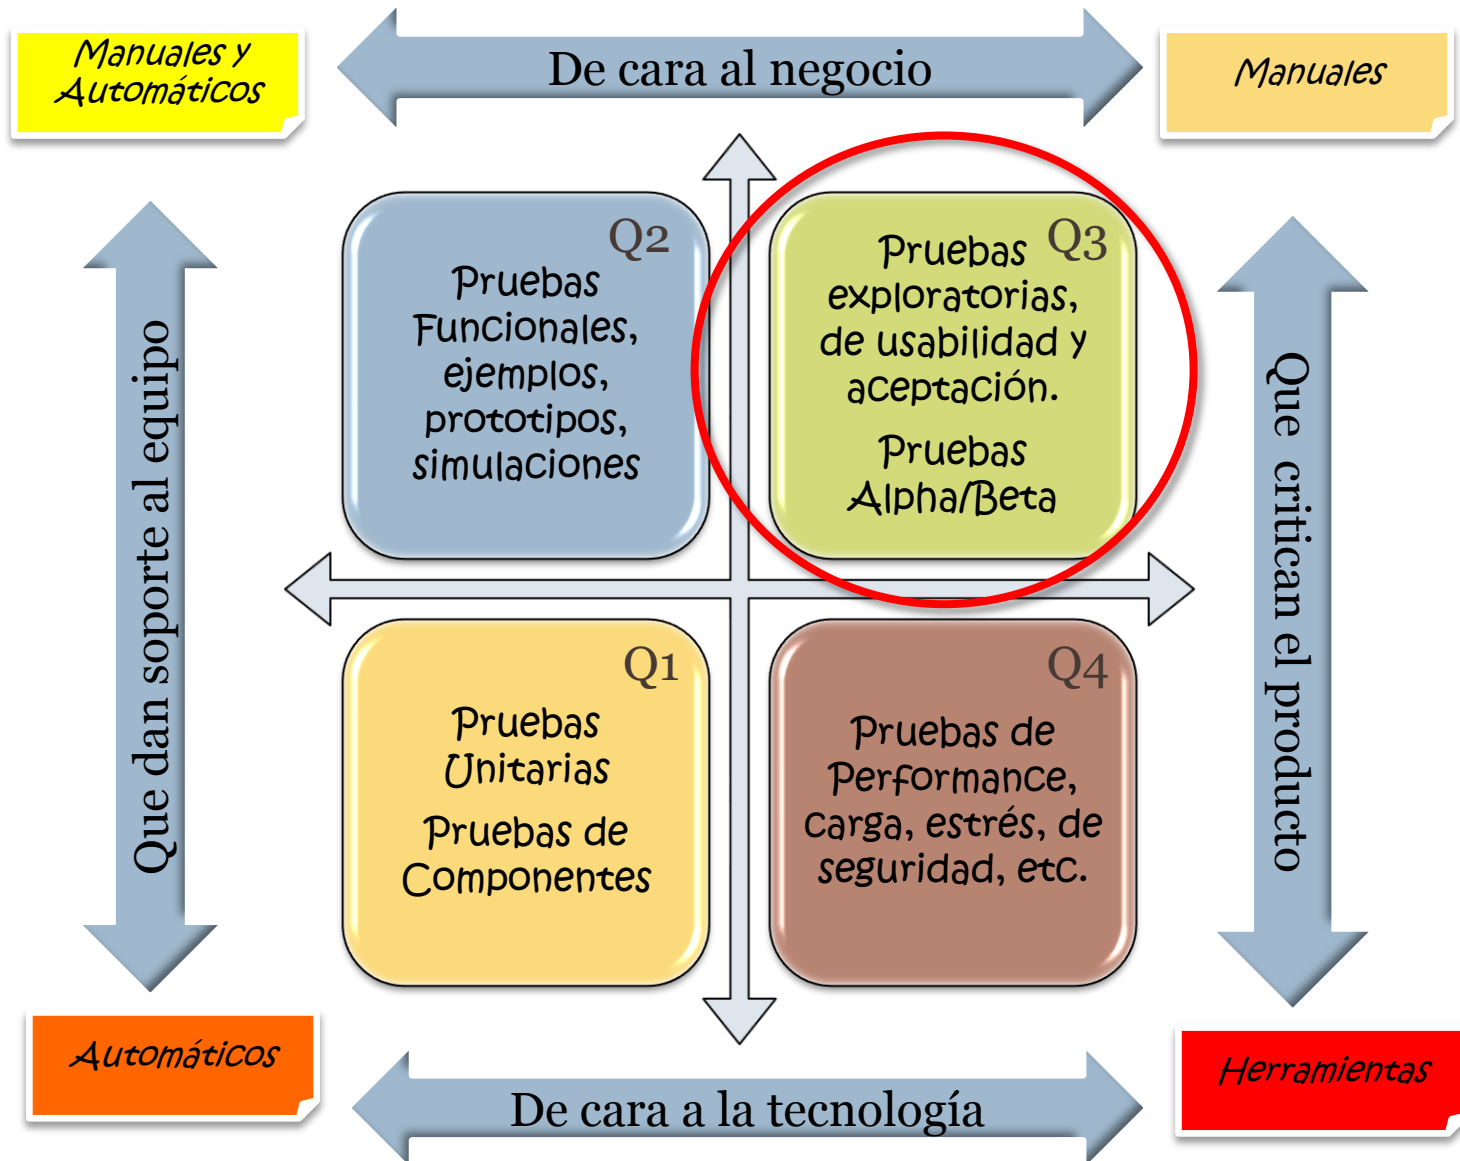 Manuales y
Automáticos
De cara al negocio
Manuales
Que dan soporte al equipo
Q2
Pruebas
Funcionales,
ejemplos,
prototipos,
simulaciones
Q3
Pruebas
exploratorias,
de usabilidad y
aceptación.
Pruebas
Alpha/Beta
Que critican el producto
Q1
Pruebas
Unitarias
Pruebas de
Componentes
Q4
Pruebas de
Performance,
carga, estrés, de
seguridad, etc.
Automáticos
De cara a la tecnología
Herramientas